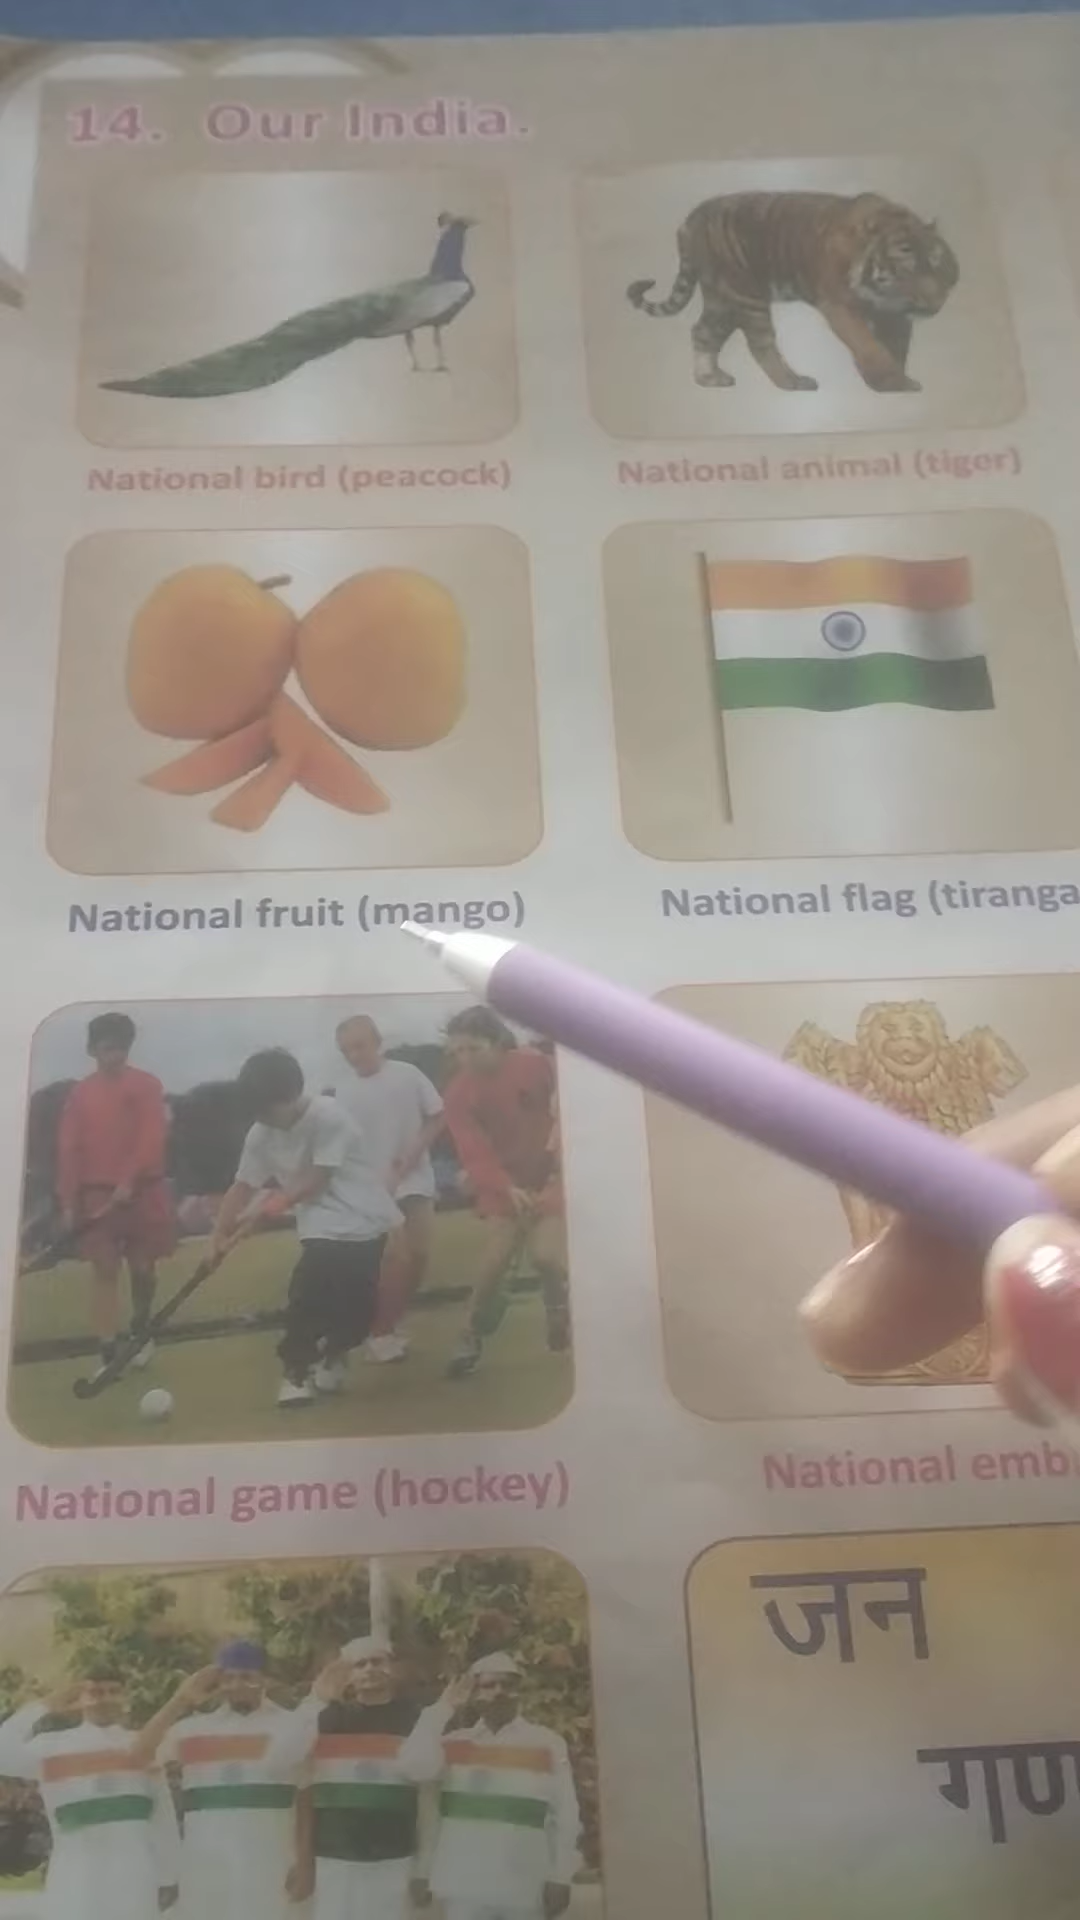 14. Our India.
National bird (peacock)
National animal (tiger)
National fruit (mango)
National flag (tiranga
National game (hockey)
National emb
जन
गण